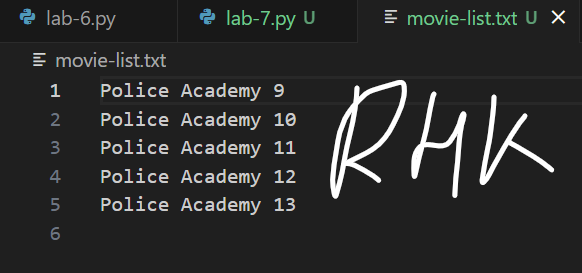 lab-6.py lab-7.py U movie-list.txt U
movie-list.txt
1 Police Academy 9
2 Police Academy 10
3 Police Academy 11
4 Police Academy 12
5 Police Academy 13
6
R4K